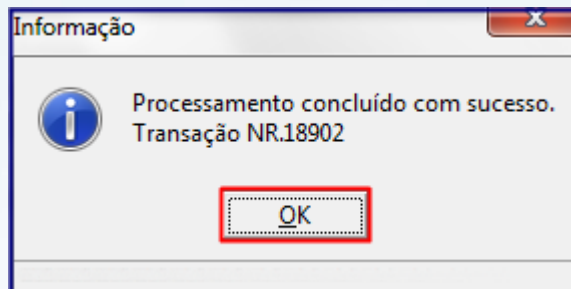 Informação
x
Processamento concluído com sucesso.
Transação NR.18902
OK